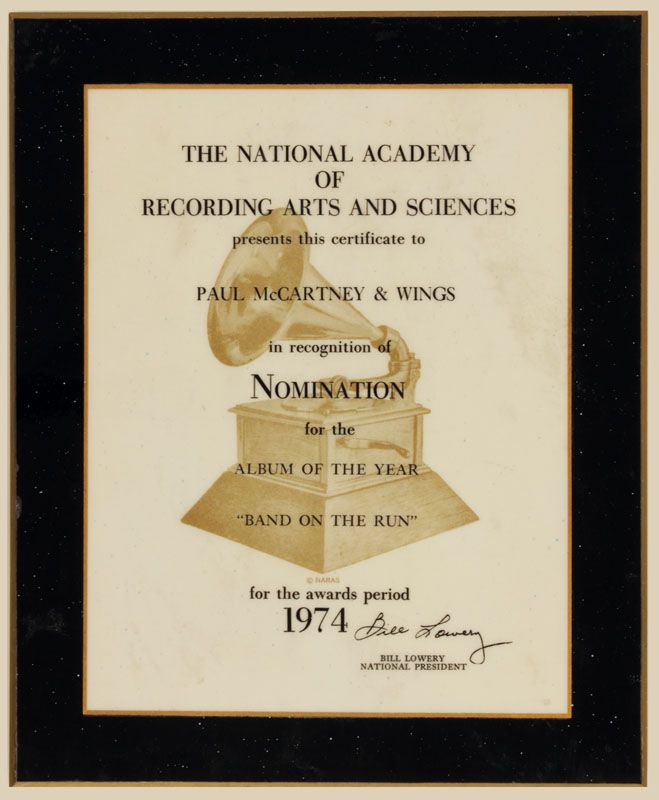 THE NATIONAL ACADEMY
OF
RECORDING ARTS AND SCIENCES
presents this certificate to
PAUL McCARTNEY & WINGS
in recognition of
NOMINATION
for the
ALBUM OF THE YEAR
“BAND ON THE RUN”
© NARAS
for the awards period
1974 Bill Lowery
BILL LOWERY
NATIONAL PRESIDENT